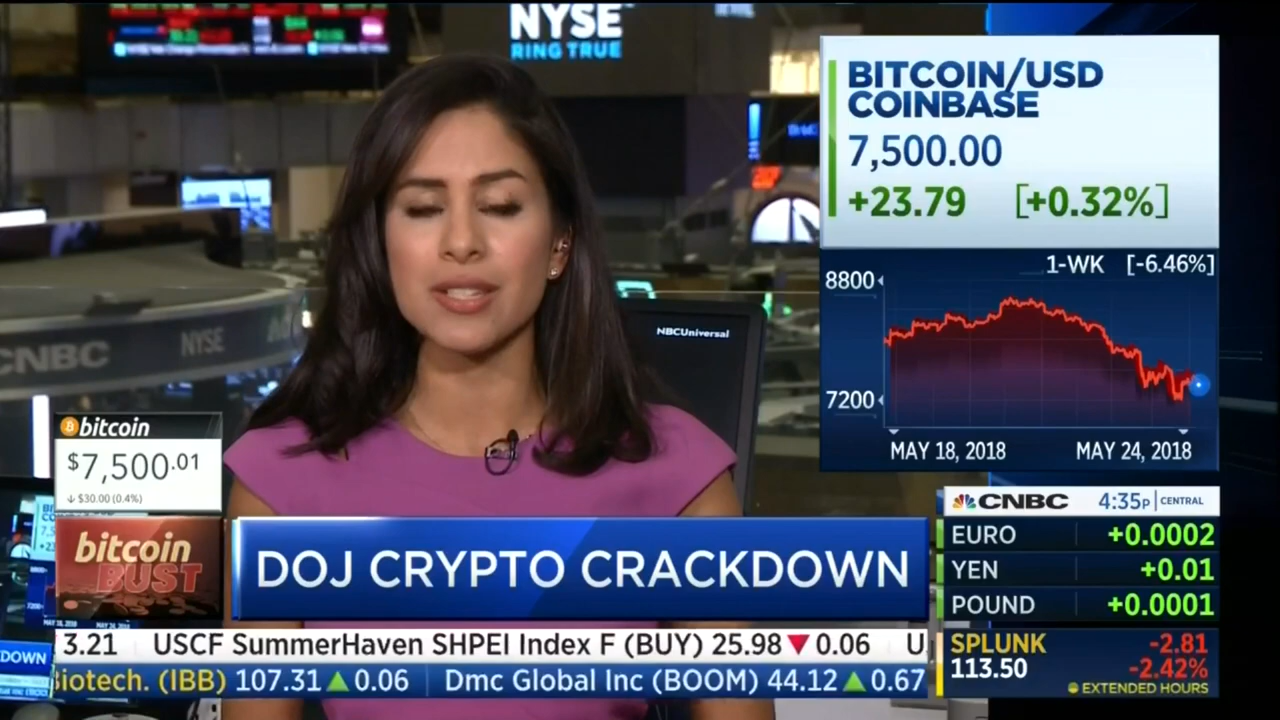 NYSE
RING TRUE
BITCOIN/USD
COINBASE
7,500.00
+23.79 [+0.32%]
1-WK [-6.46%]
8800
7200
MAY 18, 2018 MAY 24, 2018
NBCUniversal
CNBC NYSE
bitcoin
$7,500.01
↓ $30.00 (0.4%)
bitcoin
BUST
DOJ CRYPTO CRACKDOWN
CNBC 4:35P CENTRAL
EURO +0.0002
YEN +0.01
POUND +0.0001
SPLUNK -2.81
113.50 -2.42%
EXTENDED HOURS
3.21 USCF SummerHaven SHPEI Index F (BUY) 25.98 ▼ 0.06 U
Biotech. (IBB) 107.31 ▲ 0.06 Dmc Global Inc (BOOM) 44.12 ▲ 0.67
DOWN